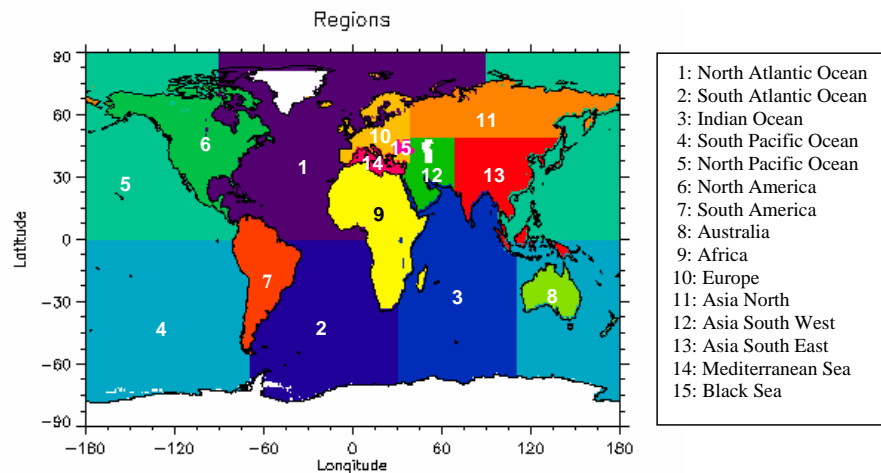 Regions
90
60
30
0
−30
−60
−90
Latitude
−180
−120
−60
0
60
120
180
Longitude
1
2
3
4
5
6
7
8
9
10
11
12
13
14
15
1: North Atlantic Ocean
2: South Atlantic Ocean
3: Indian Ocean
4: South Pacific Ocean
5: North Pacific Ocean
6: North America
7: South America
8: Australia
9: Africa
10: Europe
11: Asia North
12: Asia South West
13: Asia South East
14: Mediterranean Sea
15: Black Sea